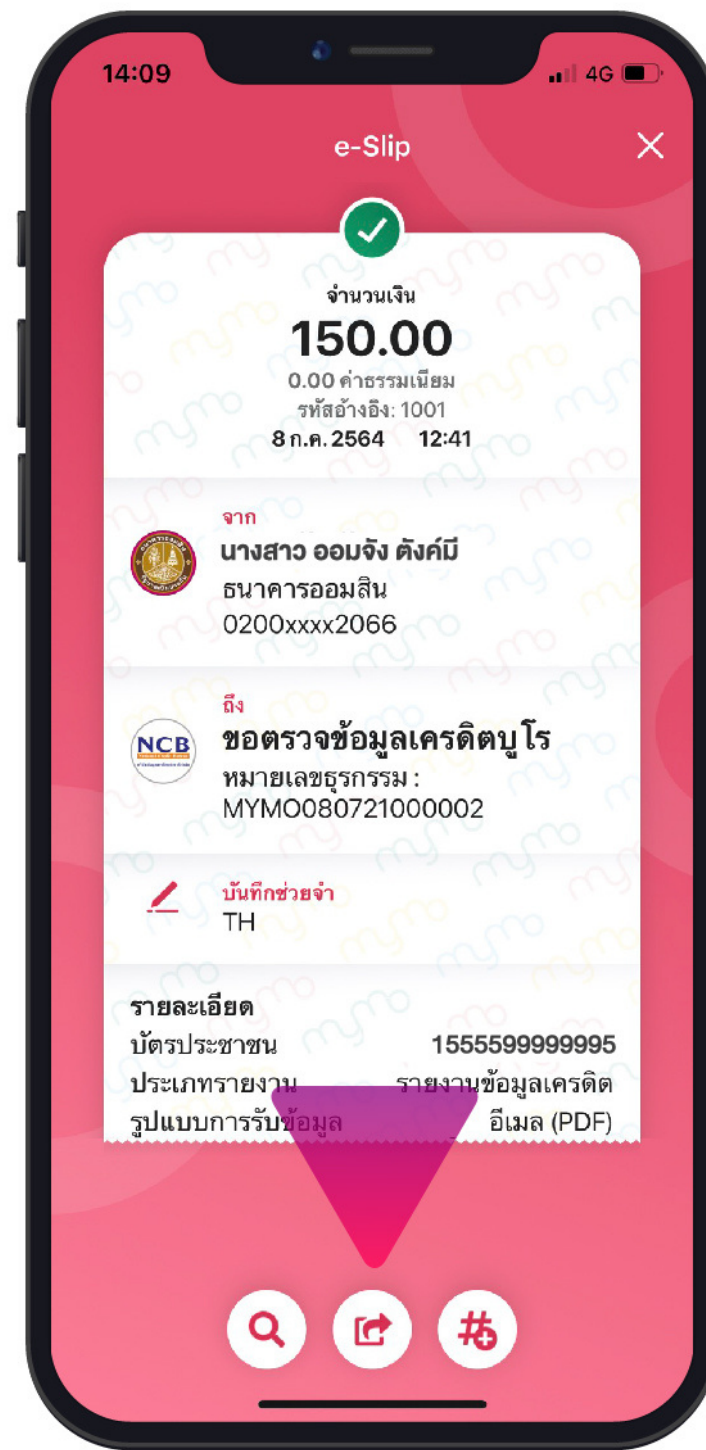 14:09
4G
e-Slip
จำนวนเงิน
150.00
0.00 ค่าธรรมเนียม
รหัสอ้างอิง: 1001
8 ก.ค. 2564 12:41
จาก
นางสาว ออมจัง ตังค์มี
ธนาคารออมสิน
0200xxxx2066
ถึง
NCB
ขอตรวจข้อมูลเครดิตบูโร
หมายเลขธุรกรรม :
MYMO080721000002
บันทึกช่วยจำ
TH
รายละเอียด
บัตรประชาชน 1555599999995
ประเภทรายงาน รายงานข้อมูลเครดิต
รูปแบบการรับข้อมูล อีเมล (PDF)